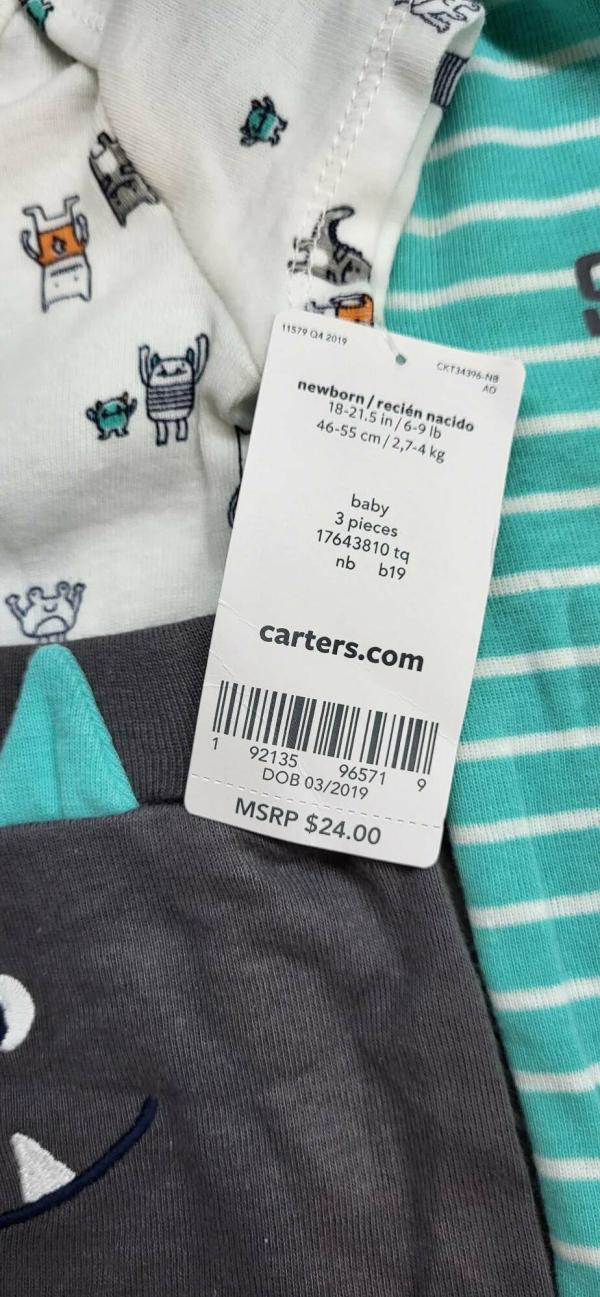 11579 Q4 2019
CKT34396-NB
AO
newborn / recién nacido
18-21.5 in / 6-9 lb
46-55 cm / 2,7-4 kg
baby
3 pieces
17643810 tq
nb b19
carters.com
1 92135 96571 9
DOB 03/2019
MSRP $24.00